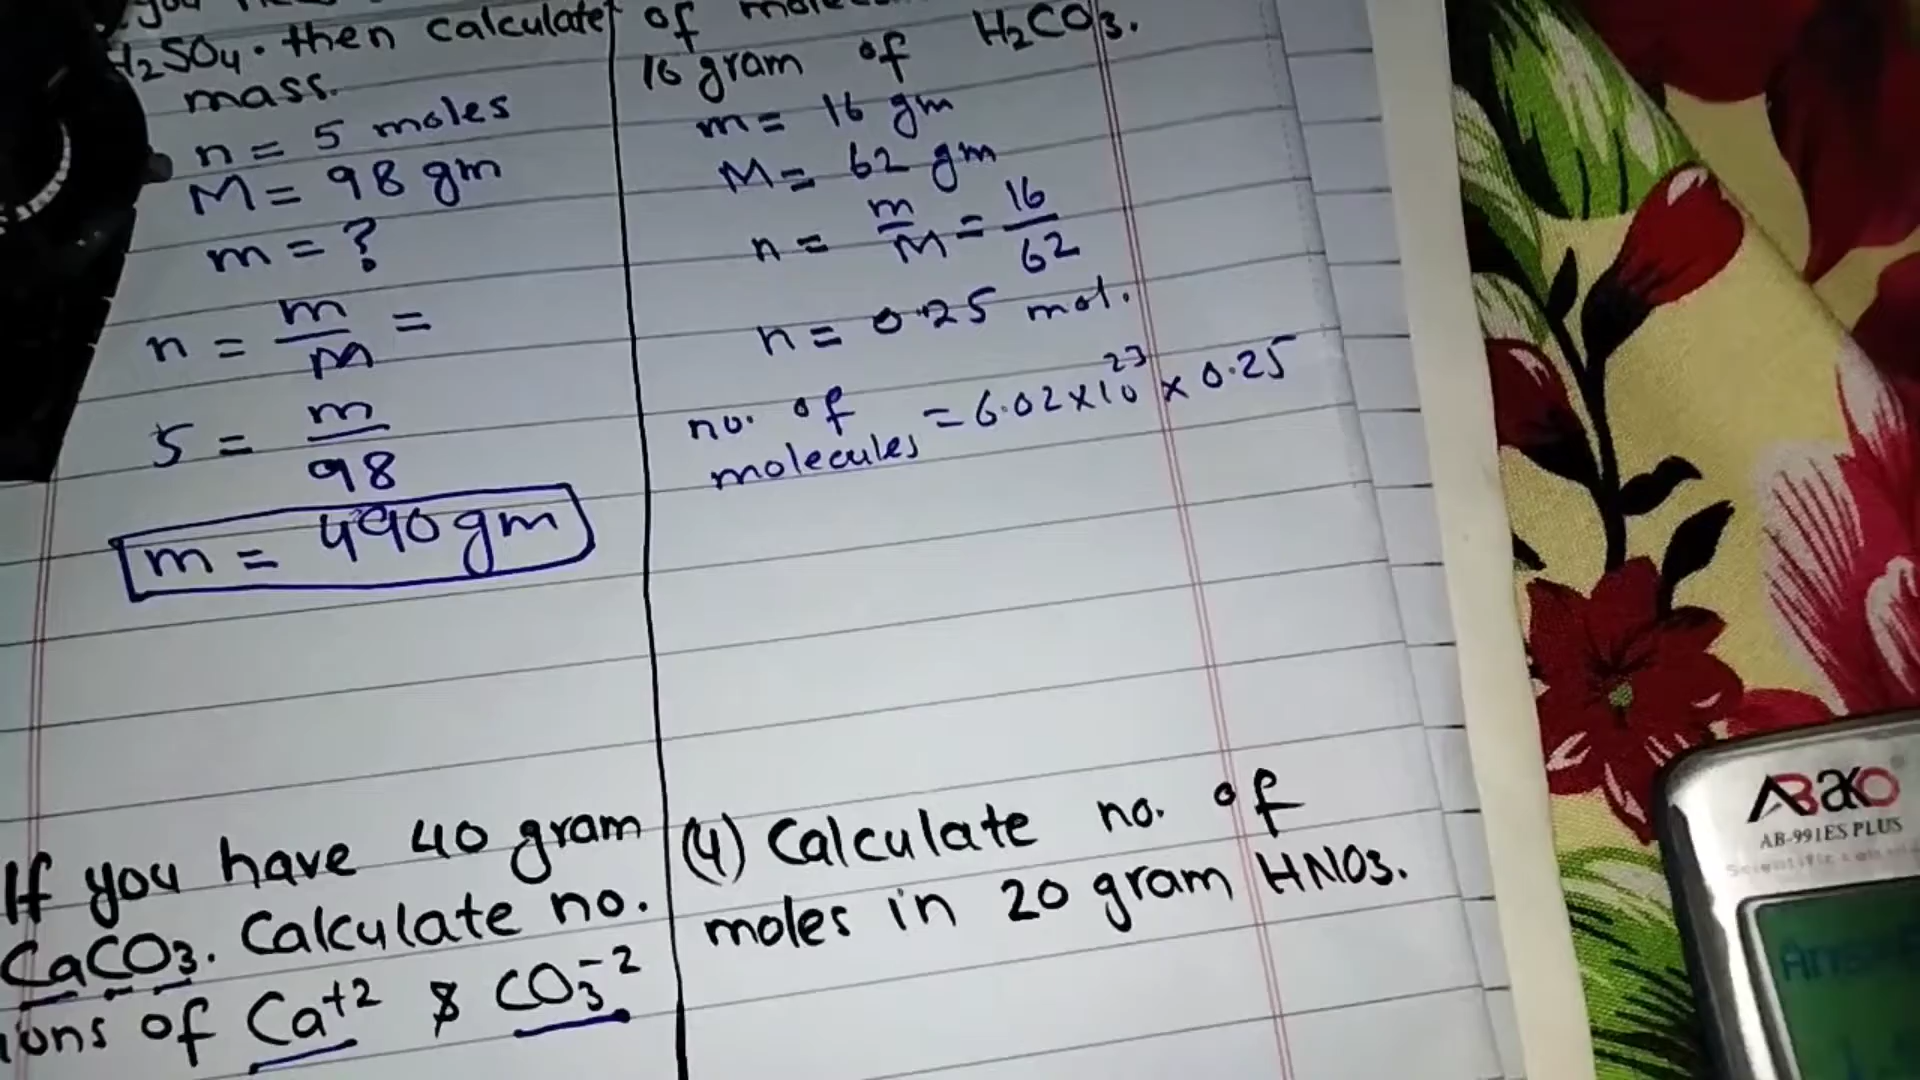 you
H2SO4. then calculate
mass.
n = 5 moles
M = 98 gm
m = ?
n = m/M =
5 = m/98
m = 490 gm
of
16 gram of H2CO3.
m = 16 gm
M = 62 gm
n = m/M = 16/62
n = 0.25 mol.
no. of molecules = 6.02×10^23 × 0.25
If you have 40 gram
CaCO3. Calculate no.
ions of Ca+2 & CO3-2
(4) Calculate no. of
moles in 20 gram HNO3.
ABaKO
AB-991ES PLUS